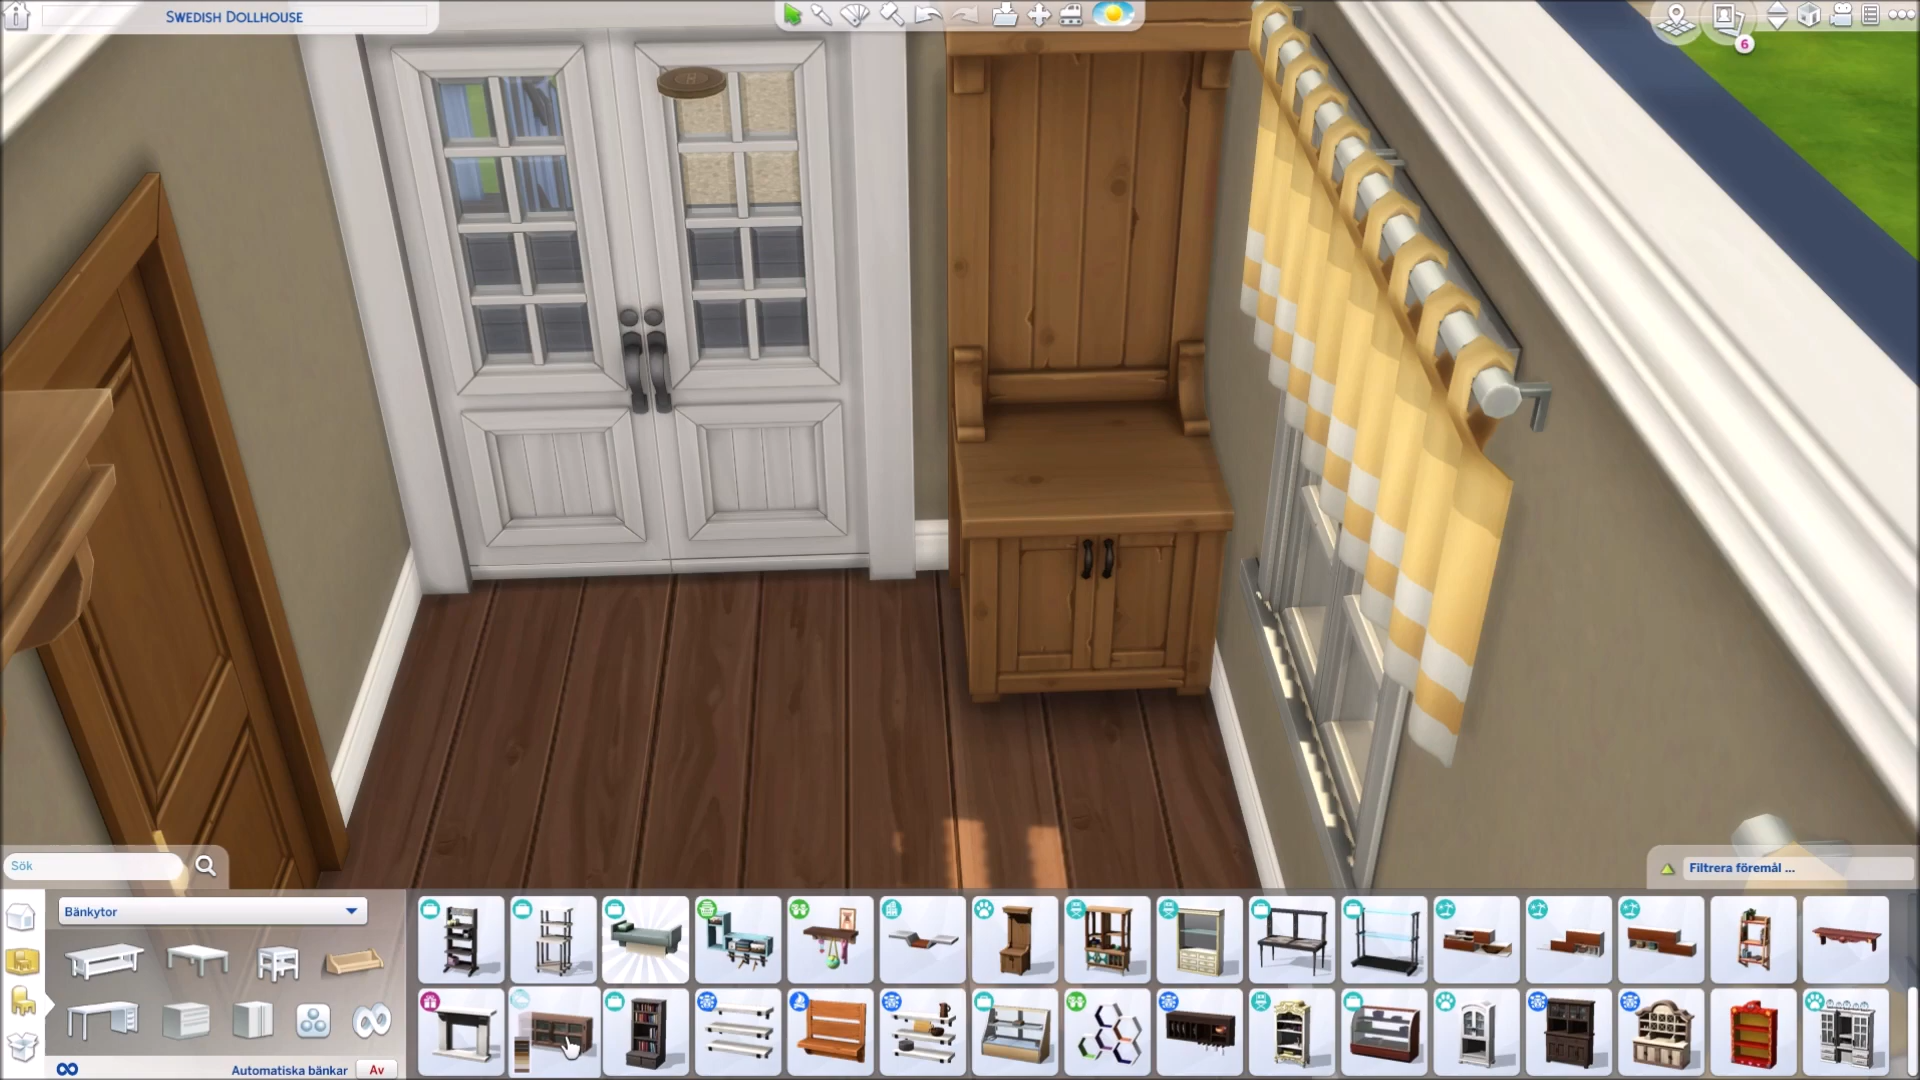 SWEDISH DOLLHOUSE
6
Sök
Filtrera föremål ...
Bänkytor
Automatiska bänkar
Av